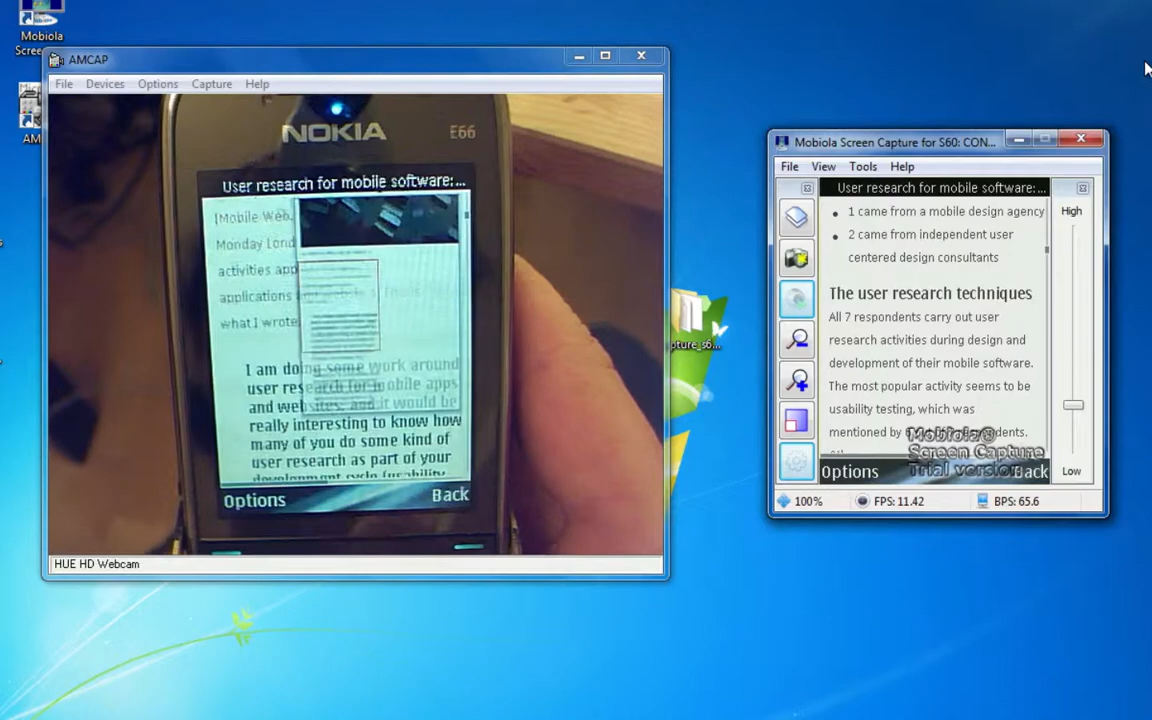 Mobiola
Scree
AM
AMCAP
File Devices Options Capture Help
NOKIA E66
User research for mobile software:...
[Mobile Web,
Monday Lond
activities app
applications
what I wrote
I am doing some work around
user research for mobile apps
and websites, and it would be
really interesting to know how
many of you do some kind of
user research as part of your
development cycle (usability
Options Back
HUE HD Webcam
pture_s6...
Mobiola Screen Capture for S60: CON...
File View Tools Help
User research for mobile software:...
1 came from a mobile design agency
2 came from independent user
centered design consultants
The user research techniques
All 7 respondents carry out user
research activities during design and
development of their mobile software.
The most popular activity seems to be
usability testing, which was
mentioned by respondents.
Mobiola®
Screen Capture
Trial version
Options Back
High
Low
100% FPS: 11.42 BPS: 65.6